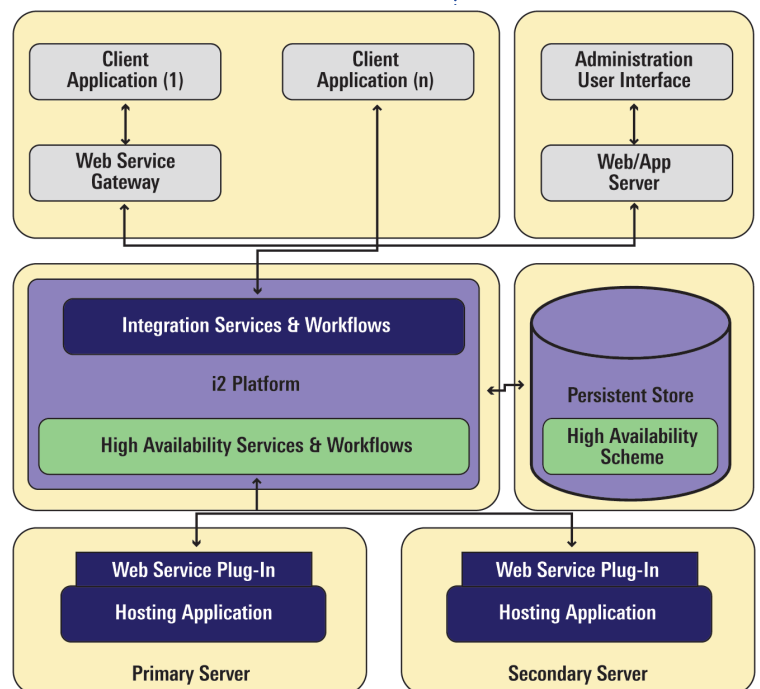 Client
Application (1)
Client
Application (n)
Administration
User Interface
Web Service
Gateway
Web/App
Server
Integration Services & Workflows
i2 Platform
High Availability Services & Workflows
Persistent Store
High Availability
Scheme
Web Service Plug-In
Hosting Application
Primary Server
Web Service Plug-In
Hosting Application
Secondary Server